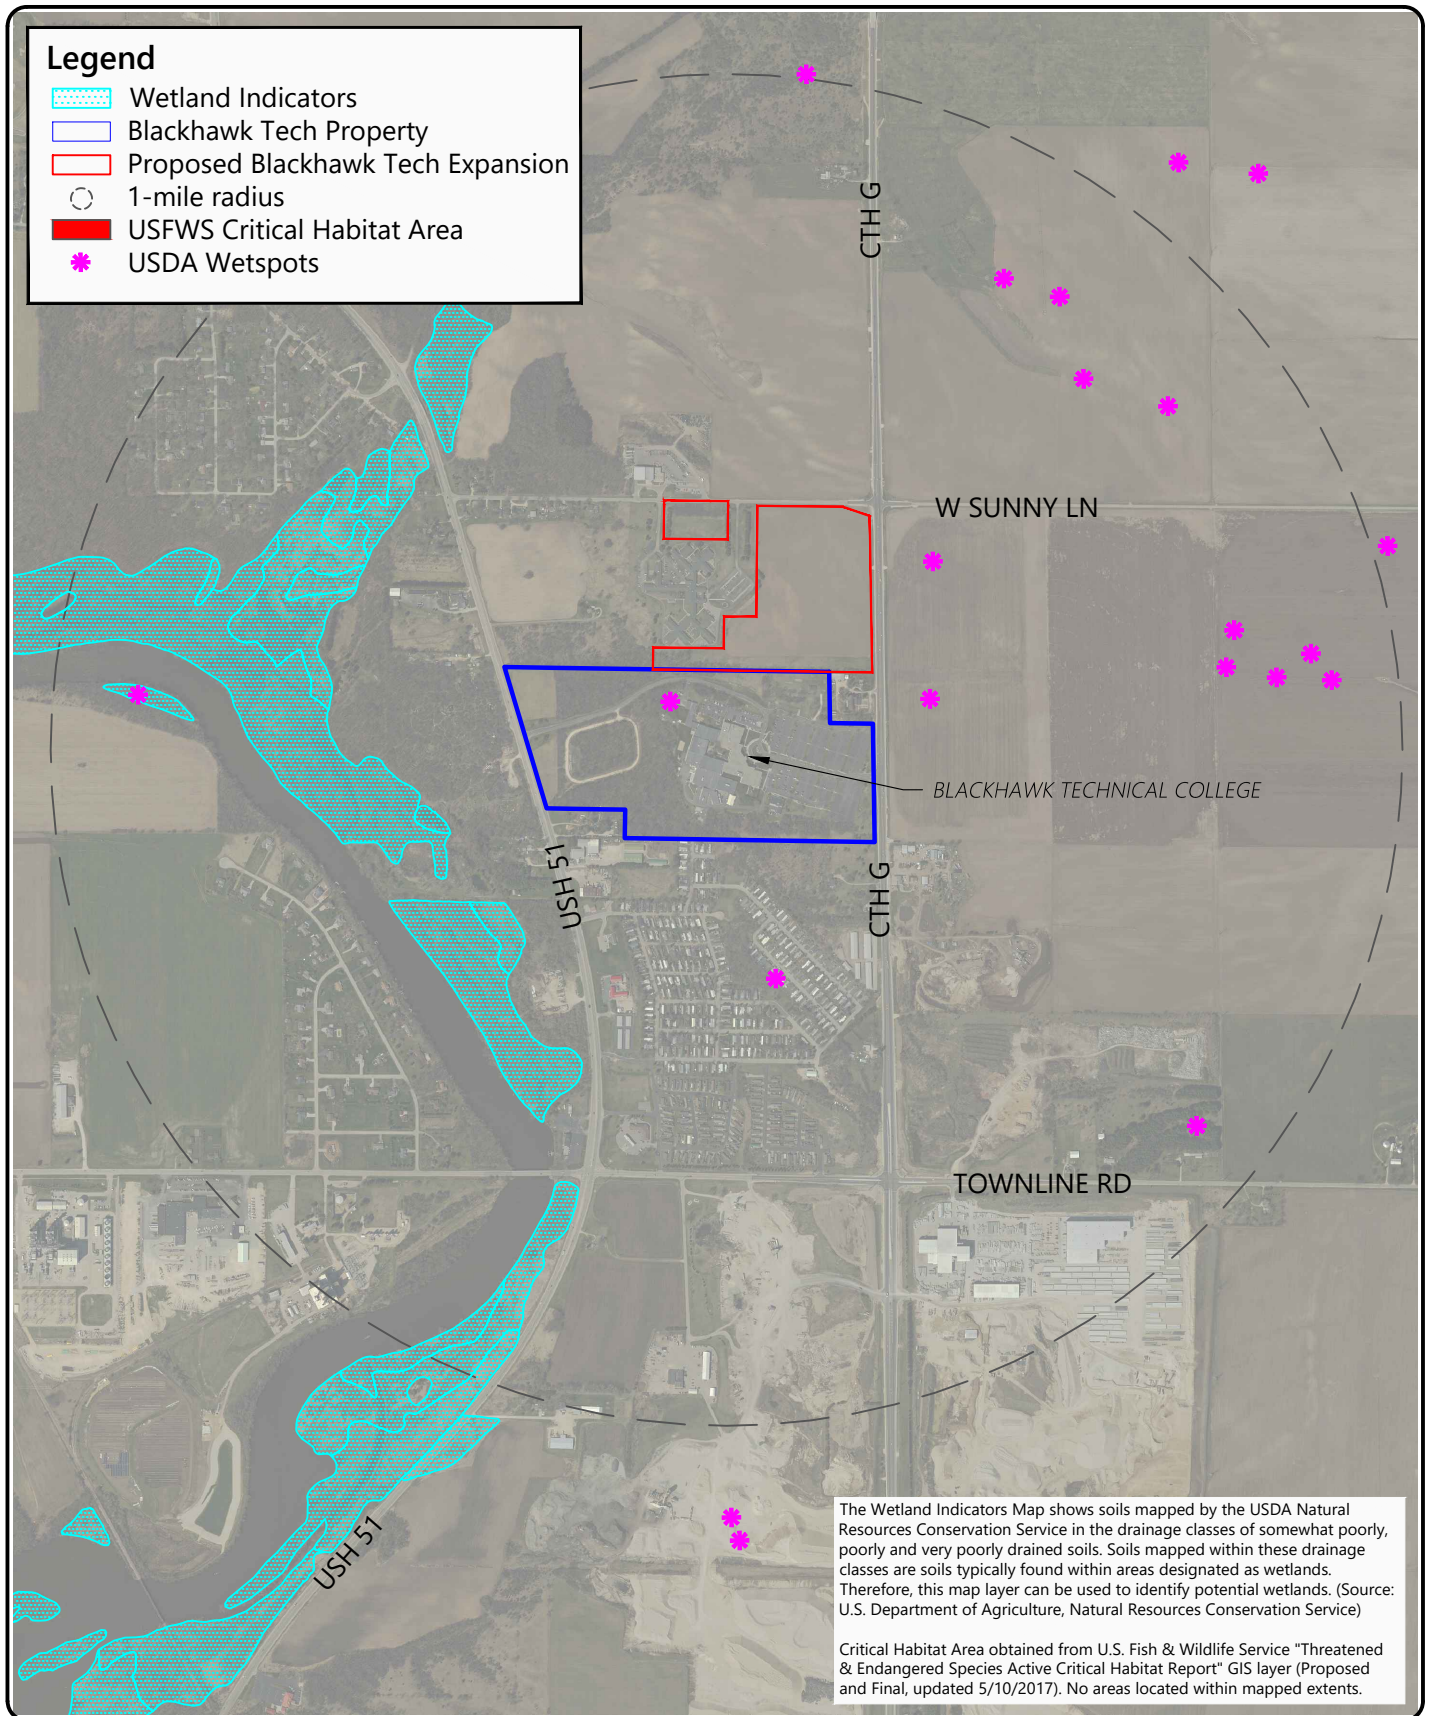 Legend
Wetland Indicators
Blackhawk Tech Property
Proposed Blackhawk Tech Expansion
1-mile radius
USFWS Critical Habitat Area
USDA Wetspots
CTH G
W SUNNY LN
BLACKHAWK TECHNICAL COLLEGE
USH 51
CTH G
TOWNLINE RD
USH 51
The Wetland Indicators Map shows soils mapped by the USDA Natural
Resources Conservation Service in the drainage classes of somewhat poorly,
poorly and very poorly drained soils. Soils mapped within these drainage
classes are soils typically found within areas designated as wetlands.
Therefore, this map layer can be used to identify potential wetlands. (Source:
U.S. Department of Agriculture, Natural Resources Conservation Service)
Critical Habitat Area obtained from U.S. Fish & Wildlife Service "Threatened
& Endangered Species Active Critical Habitat Report" GIS layer (Proposed
and Final, updated 5/10/2017). No areas located within mapped extents.